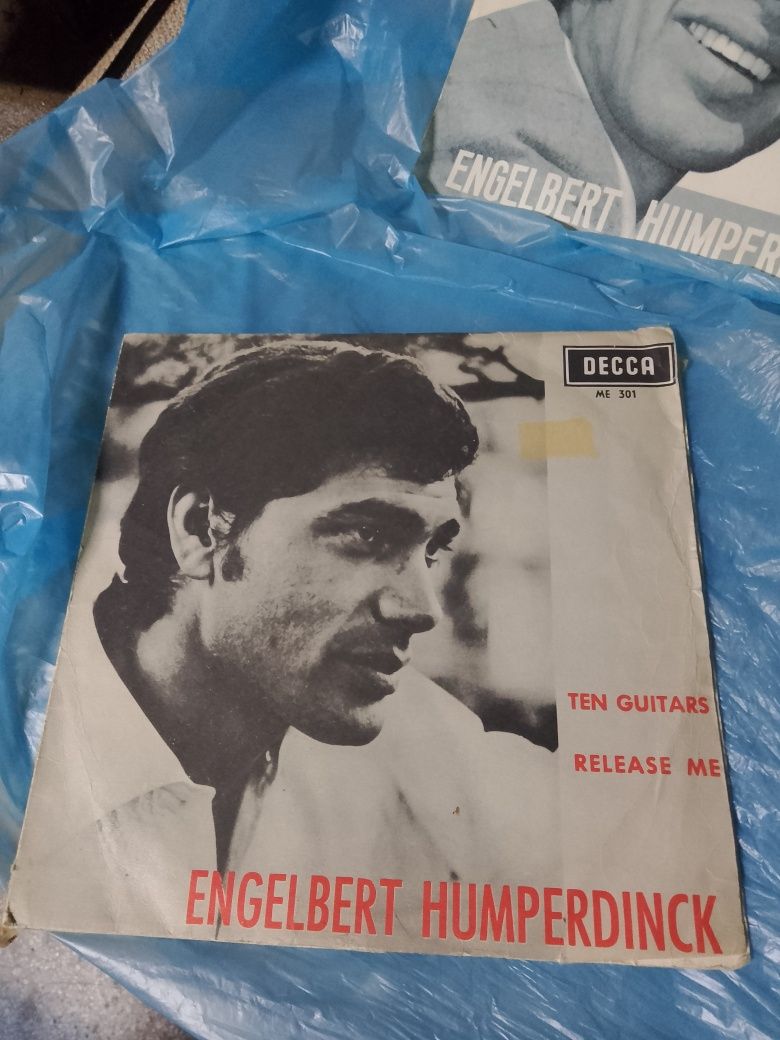 ENGELBERT HUMPER
DECCA
ME 301
TEN GUITARS
RELEASE ME
ENGELBERT HUMPERDINCK